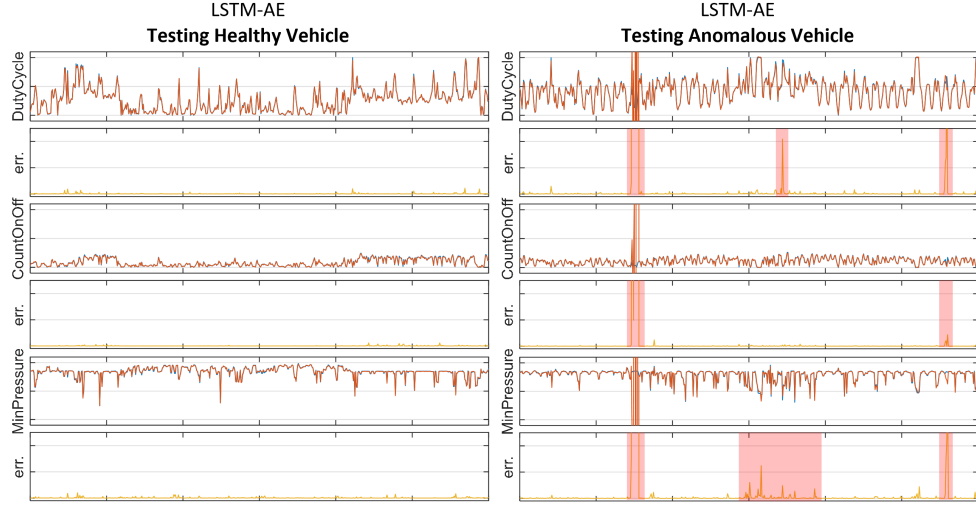 LSTM-AE
Testing Healthy Vehicle
DutyCycle
err.
CountOnOff
err.
MinPressure
err.
LSTM-AE
Testing Anomalous Vehicle
DutyCycle
err.
CountOnOff
err.
MinPressure
err.